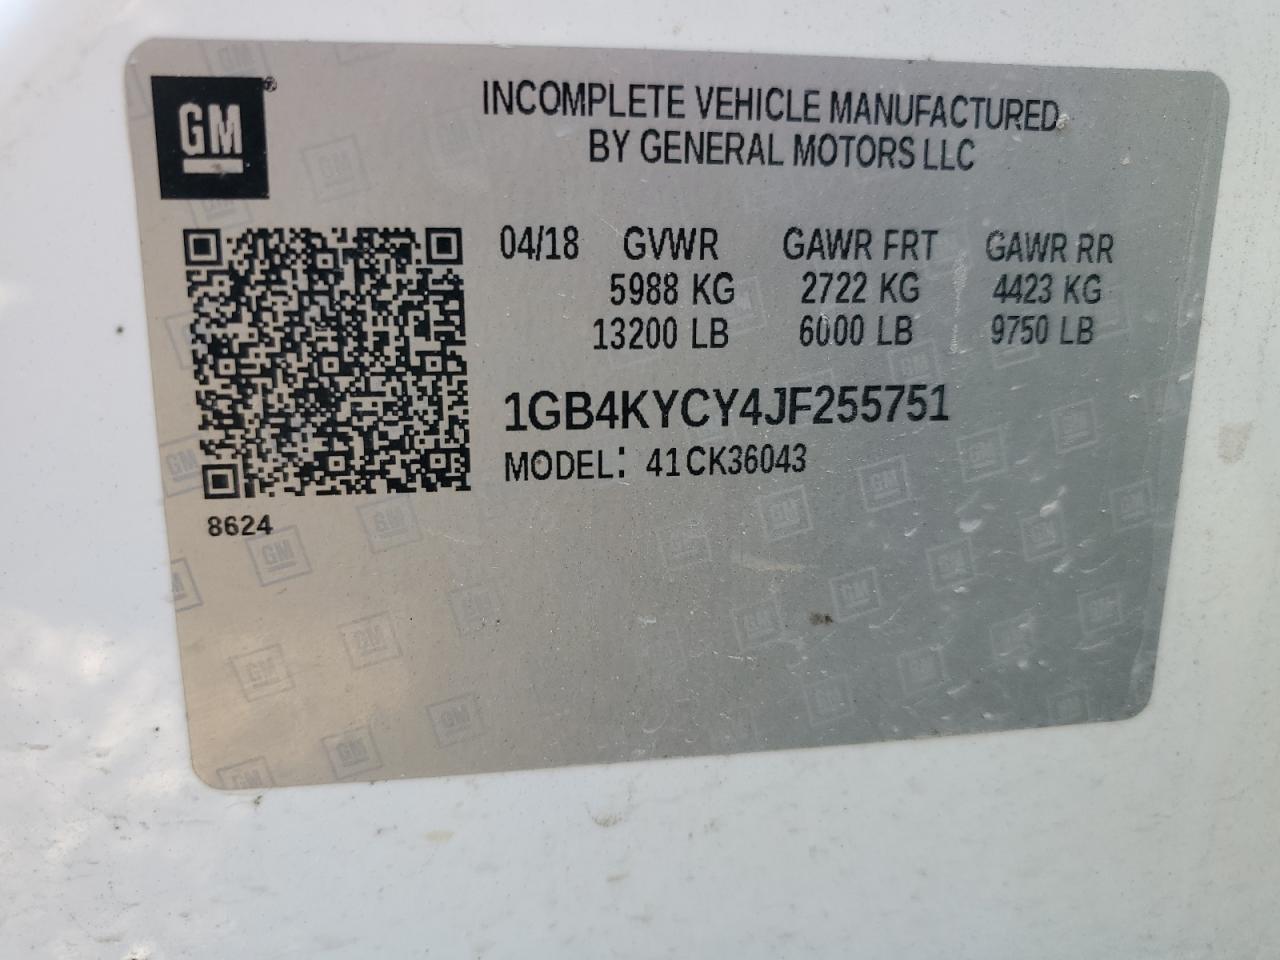 GM®
INCOMPLETE VEHICLE MANUFACTURED
BY GENERAL MOTORS LLC
04/18 GVWR GAWR FRT GAWR RR
5988 KG 2722 KG 4423 KG
13200 LB 6000 LB 9750 LB
1GB4KYCY4JF255751
MODEL: 41CK36043
8624